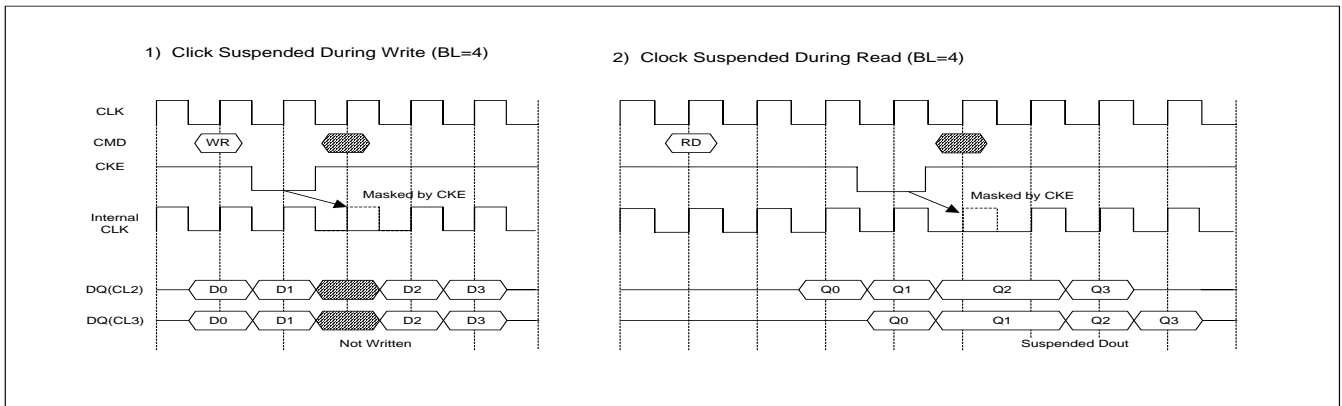 1) Click Suspended During Write (BL=4)
2) Clock Suspended During Read (BL=4)
CLK
CMD
WR
RD
CKE
Masked by CKE
Masked by CKE
Internal
CLK
DQ(CL2)
D0 D1 D2 D3
Q0 Q1 Q2 Q3
DQ(CL3)
D0 D1 D2 D3
Q0 Q1 Q2 Q3
Not Written
Suspended Dout